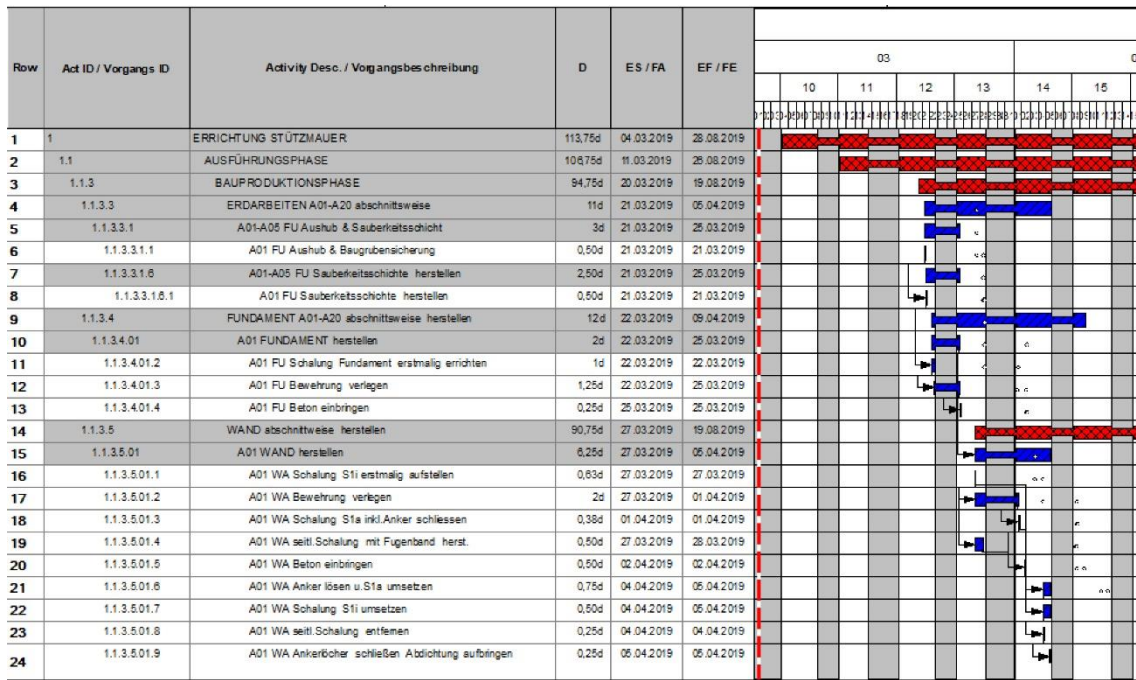 Row Act ID / Vorgangs ID Activity Desc. / Vorgangsbeschreibung D ES / FA EF / FE
03 0
10 11 12 13 14 15
1 1 ERRICHTUNG STÜTZMAUER 113,75d 04.03.2019 28.08.2019
2 1.1 AUSFÜHRUNGSPHASE 106,75d 11.03.2019 26.08.2019
3 1.1.3 BAUPRODUKTIONSPHASE 94,75d 20.03.2019 19.08.2019
4 1.1.3.3 ERDARBEITEN A01-A20 abschnittsweise 11d 21.03.2019 05.04.2019
5 1.1.3.3.1 A01-A05 FU Aushub & Sauberkeitsschicht 3d 21.03.2019 25.03.2019
6 1.1.3.3.1.1 A01 FU Aushub & Baugrubensicherung 0,50d 21.03.2019 21.03.2019
7 1.1.3.3.1.6 A01-A05 FU Sauberkeitsschichte herstellen 2,50d 21.03.2019 25.03.2019
8 1.1.3.3.1.6.1 A01 FU Sauberkeitsschichte herstellen 0,50d 21.03.2019 21.03.2019
9 1.1.3.4 FUNDAMENT A01-A20 abschnittsweise herstellen 12d 22.03.2019 09.04.2019
10 1.1.3.4.01 A01 FUNDAMENT herstellen 2d 22.03.2019 25.03.2019
11 1.1.3.4.01.2 A01 FU Schalung Fundament erstmalig errichten 1d 22.03.2019 22.03.2019
12 1.1.3.4.01.3 A01 FU Bewehrung verlegen 1,25d 22.03.2019 25.03.2019
13 1.1.3.4.01.4 A01 FU Beton einbringen 0,25d 25.03.2019 25.03.2019
14 1.1.3.5 WAND abschnittweise herstellen 90,75d 27.03.2019 19.08.2019
15 1.1.3.5.01 A01 WAND herstellen 6,25d 27.03.2019 05.04.2019
16 1.1.3.5.01.1 A01 WA Schalung S1i erstmalig aufstellen 0,63d 27.03.2019 27.03.2019
17 1.1.3.5.01.2 A01 WA Bewehrung verlegen 2d 27.03.2019 01.04.2019
18 1.1.3.5.01.3 A01 WA Schalung S1a inkl.Anker schliessen 0,38d 01.04.2019 01.04.2019
19 1.1.3.5.01.4 A01 WA seitl.Schalung mit Fugenband herst. 0,50d 27.03.2019 28.03.2019
20 1.1.3.5.01.5 A01 WA Beton einbringen 0,50d 02.04.2019 02.04.2019
21 1.1.3.5.01.6 A01 WA Anker lösen u.S1a umsetzen 0,75d 04.04.2019 05.04.2019
22 1.1.3.5.01.7 A01 WA Schalung S1i umsetzen 0,50d 04.04.2019 05.04.2019
23 1.1.3.5.01.8 A01 WA seitl.Schalung entfernen 0,25d 04.04.2019 04.04.2019
24 1.1.3.5.01.9 A01 WA Ankerlöcher schließen Abdichtung aufbringen 0,25d 05.04.2019 05.04.2019